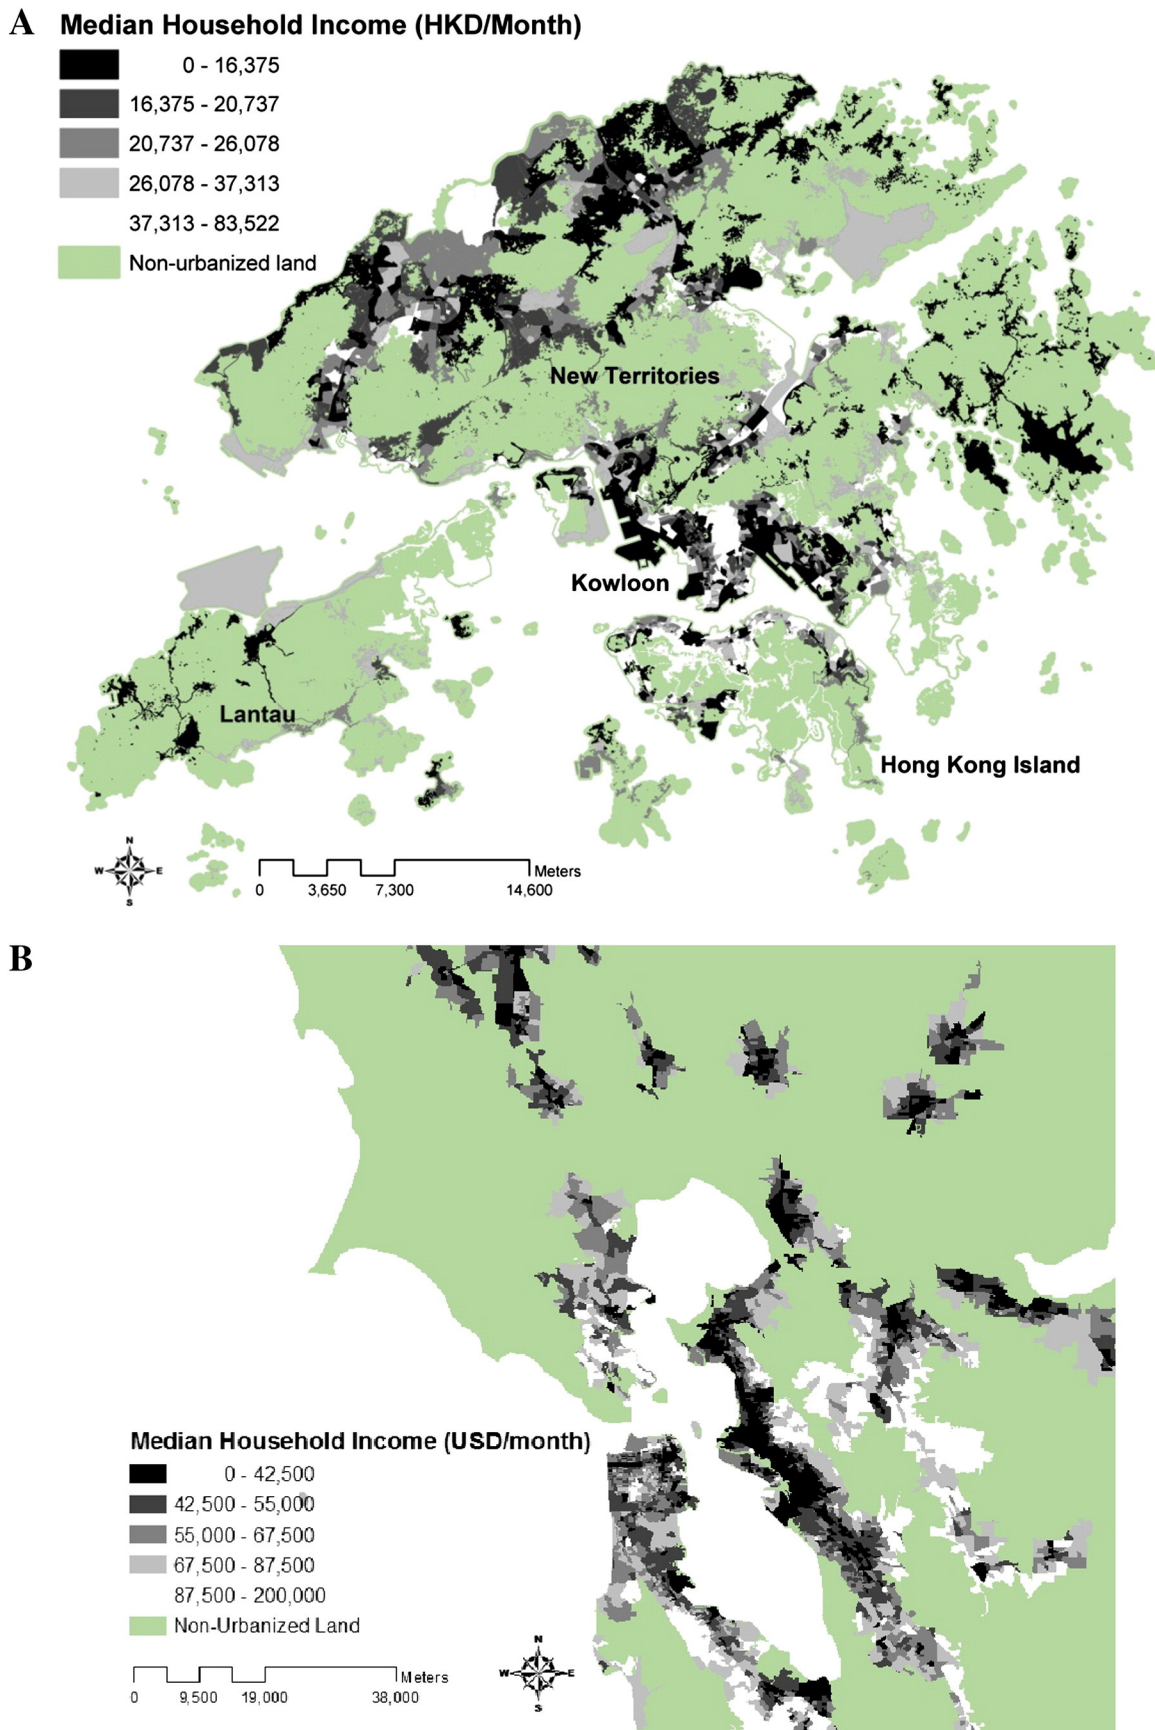 A
Median Household Income (HKD/Month)
0 - 16,375
16,375 - 20,737
20,737 - 26,078
26,078 - 37,313
37,313 - 83,522
Non-urbanized land
New Territories
Kowloon
Lantau
Hong Kong Island
N
W E
S
Meters
0 3,650 7,300 14,600
B
Median Household Income (USD/month)
0 - 42,500
42,500 - 55,000
55,000 - 67,500
67,500 - 87,500
87,500 - 200,000
Non-Urbanized Land
Meters
0 9,500 19,000 38,000
N
W E
S